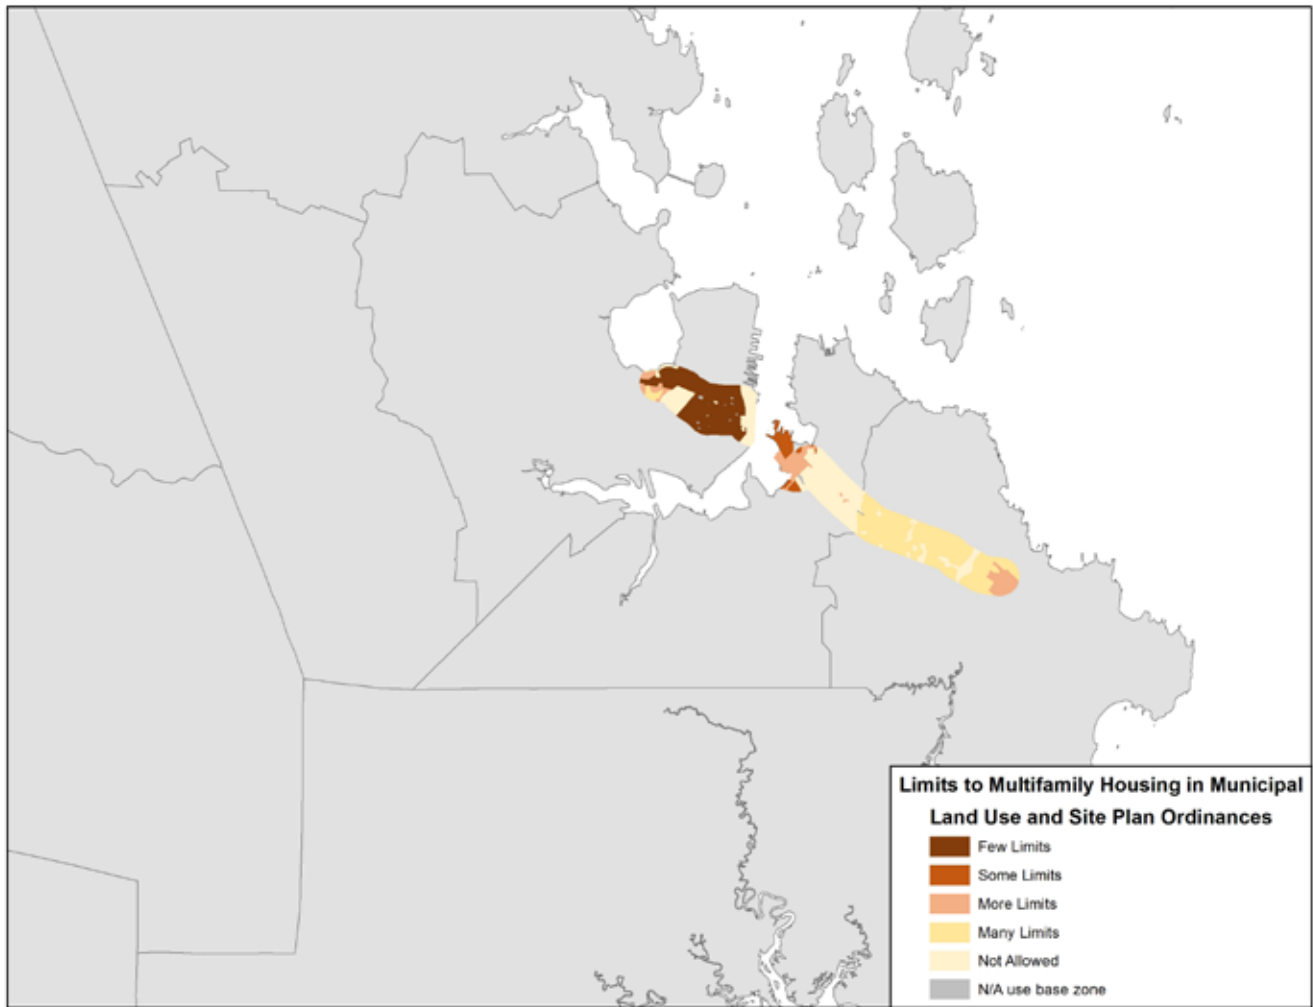 Limits to Multifamily Housing in Municipal
Land Use and Site Plan Ordinances
Few Limits
Some Limits
More Limits
Many Limits
Not Allowed
N/A use base zone